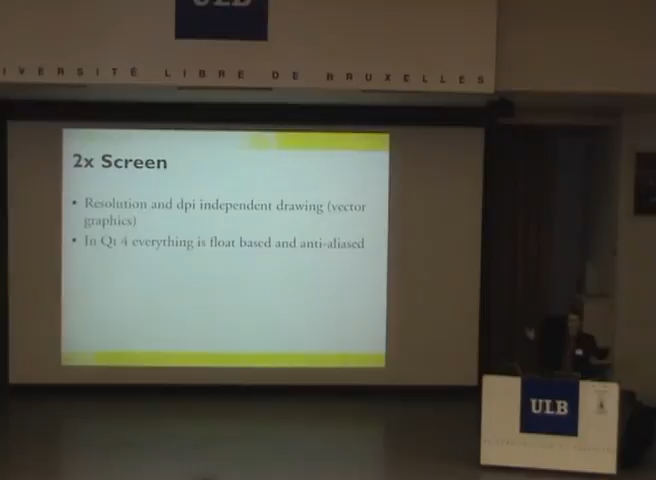 ULB
IVERSITÉ LIBRE DE BRUXELLES
2x Screen
• Resolution and dpi independent drawing (vector
graphics)
• In Qt 4 everything is float based and anti-aliased
ULB